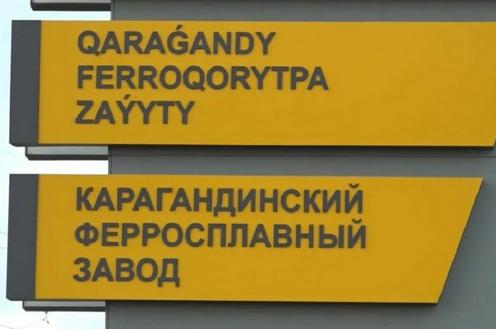 QARAǴANDY
FERROQORYTPA
ZAÝYTY
КАРАГАНДИНСКИЙ
ФЕРРОСПЛАВНЫЙ
ЗАВОД